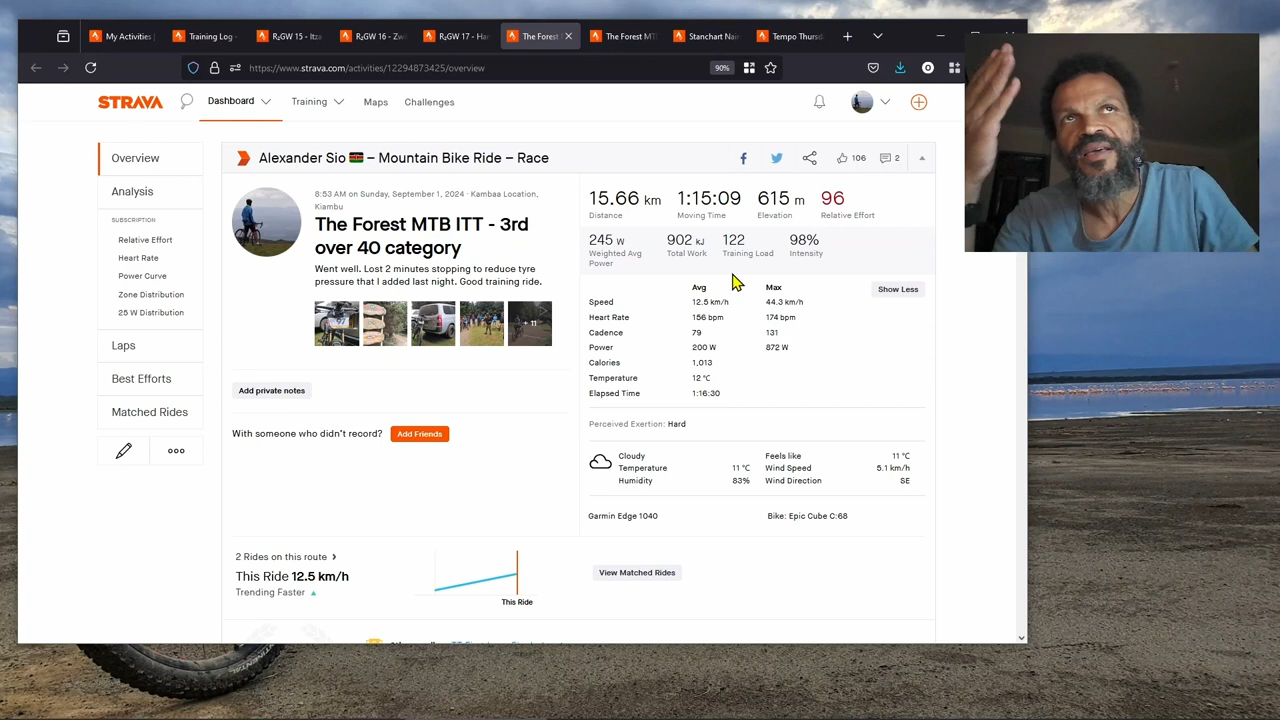 My Activities
Training Log -
R₂GW 15 - Itza
R₂GW 16 - Zwi
R₂GW 17 - Har
The Forest
The Forest MT
Stanchart Nair
Tempo Thursd
https://www.strava.com/activities/12294873425/overview
90%
STRAVA
Dashboard
Training
Maps
Challenges
Overview
Analysis
SUBSCRIPTION
Relative Effort
Heart Rate
Power Curve
Zone Distribution
25 W Distribution
Laps
Best Efforts
Matched Rides
Alexander Sio – Mountain Bike Ride – Race
106
2
8:53 AM on Sunday, September 1, 2024 · Kambaa Location,
Kiambu
The Forest MTB ITT - 3rd
over 40 category
Went well. Lost 2 minutes stopping to reduce tyre
pressure that I added last night. Good training ride.
+ 11
Add private notes
With someone who didn't record? Add Friends
15.66 km 1:15:09 615 m 96
Distance Moving Time Elevation Relative Effort
245 W 902 kJ 122 98%
Weighted Avg Total Work Training Load Intensity
Power
Avg Max
Show Less
Speed 12.5 km/h 44.3 km/h
Heart Rate 156 bpm 174 bpm
Cadence 79 131
Power 200 W 872 W
Calories 1,013
Temperature 12 °C
Elapsed Time 1:16:30
Perceived Exertion: Hard
Cloudy Feels like 11 °C
Temperature 11 °C Wind Speed 5.1 km/h
Humidity 83% Wind Direction SE
Garmin Edge 1040 Bike: Epic Cube C:68
2 Rides on this route
This Ride 12.5 km/h
Trending Faster
This Ride
View Matched Rides